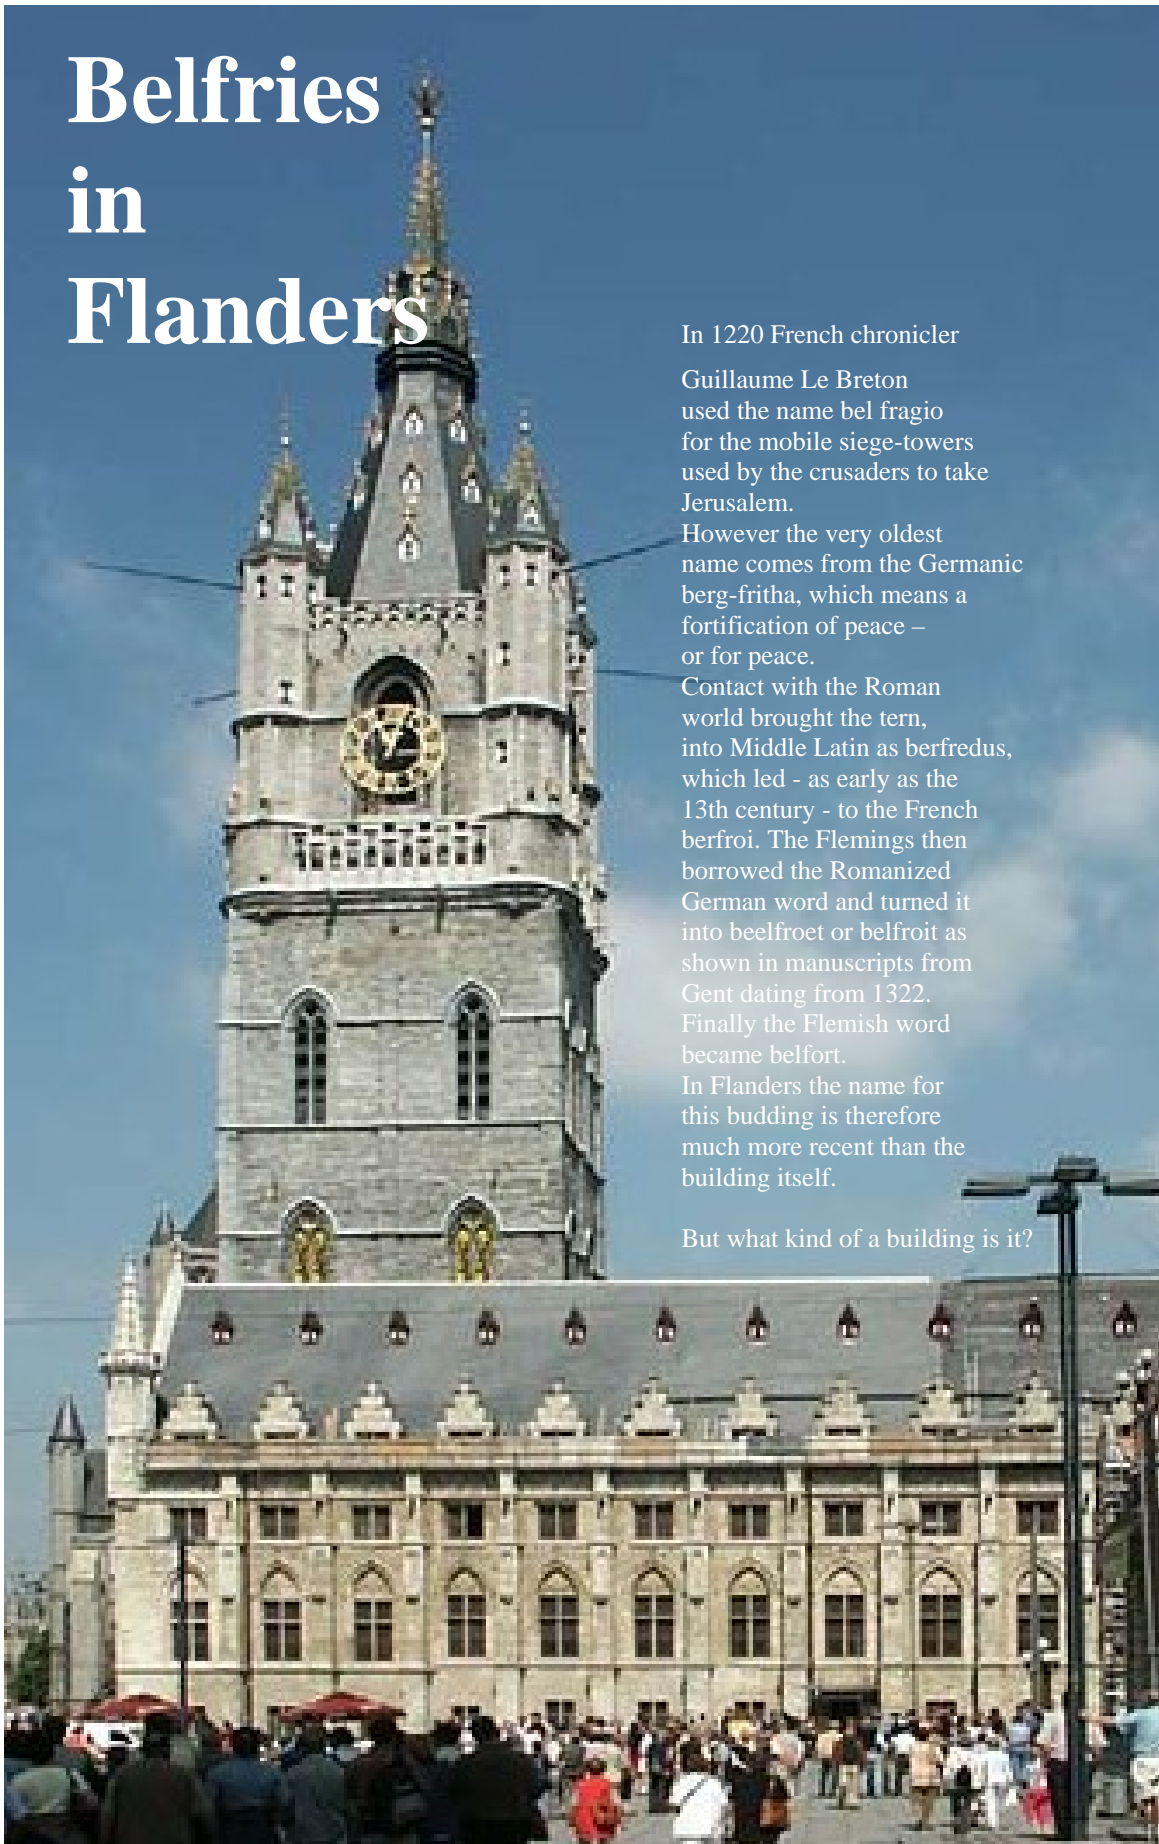 Belfries
in
Flanders
In 1220 French chronicler
Guillaume Le Breton
used the name bel fragio
for the mobile siege-towers
used by the crusaders to take
Jerusalem.
However the very oldest
name comes from the Germanic
berg-fritha, which means a
fortification of peace –
or for peace.
Contact with the Roman
world brought the tern,
into Middle Latin as berfredus,
which led - as early as the
13th century - to the French
berfroi. The Flemings then
borrowed the Romanized
German word and turned it
into beelfroet or belfroit as
shown in manuscripts from
Gent dating from 1322.
Finally the Flemish word
became belfort.
In Flanders the name for
this budding is therefore
much more recent than the
building itself.
But what kind of a building is it?